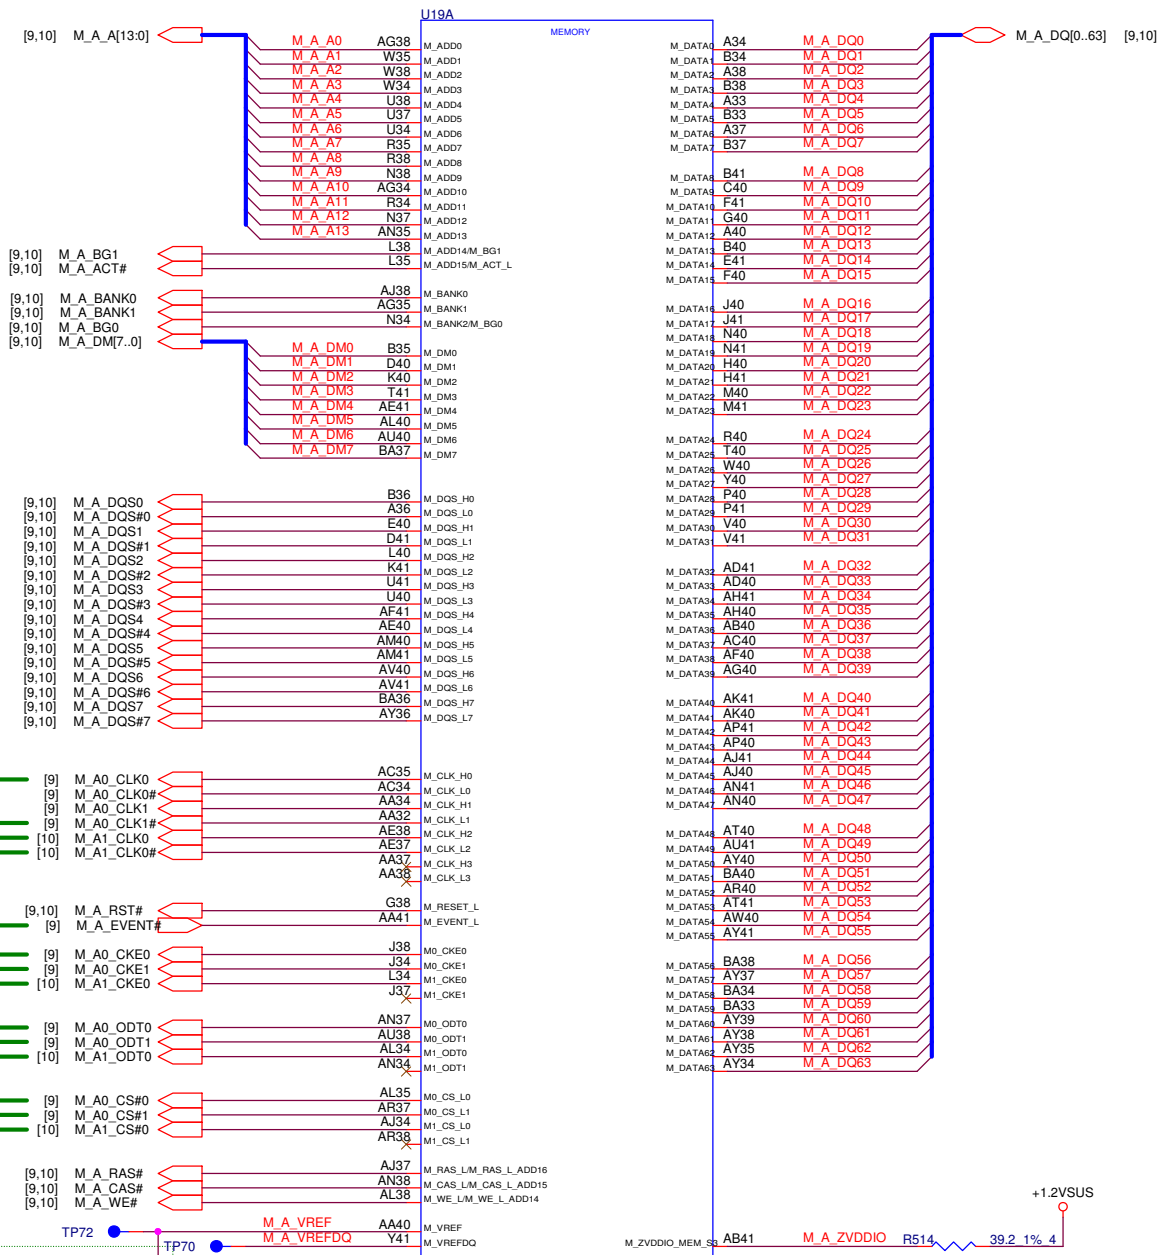 U19A
MEMORY
[9,10] M_A_A[13:0]
M_A_A0 AG38 M_ADD0
M_A_A1 W35 M_ADD1
M_A_A2 W38 M_ADD2
M_A_A3 W34 M_ADD3
M_A_A4 U38 M_ADD4
M_A_A5 U37 M_ADD5
M_A_A6 U34 M_ADD6
M_A_A7 R35 M_ADD7
M_A_A8 R38 M_ADD8
M_A_A9 N38 M_ADD9
M_A_A10 AG34 M_ADD10
M_A_A11 R34 M_ADD11
M_A_A12 N37 M_ADD12
M_A_A13 AN35 M_ADD13
[9,10] M_A_BG1 L38 M_ADD14/M_BG1
[9,10] M_A_ACT# L35 M_ADD15/M_ACT_L
[9,10] M_A_BANK0 AJ38 M_BANK0
[9,10] M_A_BANK1 AG35 M_BANK1
[9,10] M_A_BG0 N34 M_BANK2/M_BG0
[9,10] M_A_DM[7..0]
M_A_DM0 B35 M_DM0
M_A_DM1 D40 M_DM1
M_A_DM2 K40 M_DM2
M_A_DM3 T41 M_DM3
M_A_DM4 AE41 M_DM4
M_A_DM5 AL40 M_DM5
M_A_DM6 AU40 M_DM6
M_A_DM7 BA37 M_DM7
[9,10] M_A_DQS0 B36 M_DQS_H0
[9,10] M_A_DQS#0 A36 M_DQS_L0
[9,10] M_A_DQS1 E40 M_DQS_H1
[9,10] M_A_DQS#1 D41 M_DQS_L1
[9,10] M_A_DQS2 L40 M_DQS_H2
[9,10] M_A_DQS#2 K41 M_DQS_L2
[9,10] M_A_DQS3 U41 M_DQS_H3
[9,10] M_A_DQS#3 U40 M_DQS_L3
[9,10] M_A_DQS4 AF41 M_DQS_H4
[9,10] M_A_DQS#4 AE40 M_DQS_L4
[9,10] M_A_DQS5 AM40 M_DQS_H5
[9,10] M_A_DQS#5 AM41 M_DQS_L5
[9,10] M_A_DQS6 AV40 M_DQS_H6
[9,10] M_A_DQS#6 AV41 M_DQS_L6
[9,10] M_A_DQS7 BA36 M_DQS_H7
[9,10] M_A_DQS#7 AY36 M_DQS_L7
[9] M_A0_CLK0 AC35 M_CLK_H0
[9] M_A0_CLK0# AC34 M_CLK_L0
[9] M_A0_CLK1 AA34 M_CLK_H1
[9] M_A0_CLK1# AA32 M_CLK_L1
[10] M_A1_CLK0 AE38 M_CLK_H2
[10] M_A1_CLK0# AE37 M_CLK_L2
AA37 M_CLK_H3
AA38 M_CLK_L3
[9,10] M_A_RST# G38 M_RESET_L
[9] M_A_EVENT# AA41 M_EVENT_L
[9] M_A0_CKE0 J38 M0_CKE0
[9] M_A0_CKE1 J34 M0_CKE1
[10] M_A1_CKE0 L34 M1_CKE0
J37 M1_CKE1
[9] M_A0_ODT0 AN37 M0_ODT0
[9] M_A0_ODT1 AU38 M0_ODT1
[10] M_A1_ODT0 AL34 M1_ODT0
AN34 M1_ODT1
[9] M_A0_CS#0 AL35 M0_CS_L0
[9] M_A0_CS#1 AR37 M0_CS_L1
[10] M_A1_CS#0 AJ34 M1_CS_L0
AR38 M1_CS_L1
[9,10] M_A_RAS# AJ37 M_RAS_L/M_RAS_L_ADD16
[9,10] M_A_CAS# AN38 M_CAS_L/M_CAS_L_ADD15
[9,10] M_A_WE# AL38 M_WE_L/M_WE_L_ADD14
TP72 M_A_VREF AA40 M_VREF
TP70 M_A_VREFDQ Y41 M_VREFDQ
M_A_DQ[0..63] [9,10]
M_DATA0 A34 M_A_DQ0
M_DATA1 B34 M_A_DQ1
M_DATA2 A38 M_A_DQ2
M_DATA3 B38 M_A_DQ3
M_DATA4 A33 M_A_DQ4
M_DATA5 B33 M_A_DQ5
M_DATA6 A37 M_A_DQ6
M_DATA7 B37 M_A_DQ7
M_DATA8 B41 M_A_DQ8
M_DATA9 C40 M_A_DQ9
M_DATA10 F41 M_A_DQ10
M_DATA11 G40 M_A_DQ11
M_DATA12 A40 M_A_DQ12
M_DATA13 B40 M_A_DQ13
M_DATA14 E41 M_A_DQ14
M_DATA15 F40 M_A_DQ15
M_DATA16 J40 M_A_DQ16
M_DATA17 J41 M_A_DQ17
M_DATA18 N40 M_A_DQ18
M_DATA19 N41 M_A_DQ19
M_DATA20 H40 M_A_DQ20
M_DATA21 H41 M_A_DQ21
M_DATA22 M40 M_A_DQ22
M_DATA23 M41 M_A_DQ23
M_DATA24 R40 M_A_DQ24
M_DATA25 T40 M_A_DQ25
M_DATA26 W40 M_A_DQ26
M_DATA27 Y40 M_A_DQ27
M_DATA28 P40 M_A_DQ28
M_DATA29 P41 M_A_DQ29
M_DATA30 V40 M_A_DQ30
M_DATA31 V41 M_A_DQ31
M_DATA32 AD41 M_A_DQ32
M_DATA33 AD40 M_A_DQ33
M_DATA34 AH41 M_A_DQ34
M_DATA35 AH40 M_A_DQ35
M_DATA36 AB40 M_A_DQ36
M_DATA37 AC40 M_A_DQ37
M_DATA38 AF40 M_A_DQ38
M_DATA39 AG40 M_A_DQ39
M_DATA40 AK41 M_A_DQ40
M_DATA41 AK40 M_A_DQ41
M_DATA42 AP41 M_A_DQ42
M_DATA43 AP40 M_A_DQ43
M_DATA44 AJ41 M_A_DQ44
M_DATA45 AJ40 M_A_DQ45
M_DATA46 AN41 M_A_DQ46
M_DATA47 AN40 M_A_DQ47
M_DATA48 AT40 M_A_DQ48
M_DATA49 AU41 M_A_DQ49
M_DATA50 AY40 M_A_DQ50
M_DATA51 BA40 M_A_DQ51
M_DATA52 AR40 M_A_DQ52
M_DATA53 AT41 M_A_DQ53
M_DATA54 AW40 M_A_DQ54
M_DATA55 AY41 M_A_DQ55
M_DATA56 BA38 M_A_DQ56
M_DATA57 AY37 M_A_DQ57
M_DATA58 BA34 M_A_DQ58
M_DATA59 BA33 M_A_DQ59
M_DATA60 AY39 M_A_DQ60
M_DATA61 AY38 M_A_DQ61
M_DATA62 AY35 M_A_DQ62
M_DATA63 AY34 M_A_DQ63
+1.2VSUS
M_ZVDDIO_MEM_S3 AB41 M_A_ZVDDIO R514 39.2_1%_4